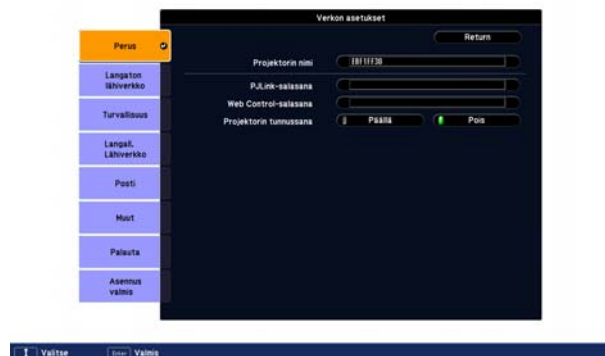 Verkon asetukset
Return
Perus
Langaton
lähiverkko
Turvallisuus
Langall.
Lähiverkko
Posti
Muut
Palauta
Asennus
valmis
Projektorin nimi
EBF1FF38
PJLink-salasana
Web Control-salasana
Projektorin tunnussana
Päällä
Pois
Valitse
Enter Valmis